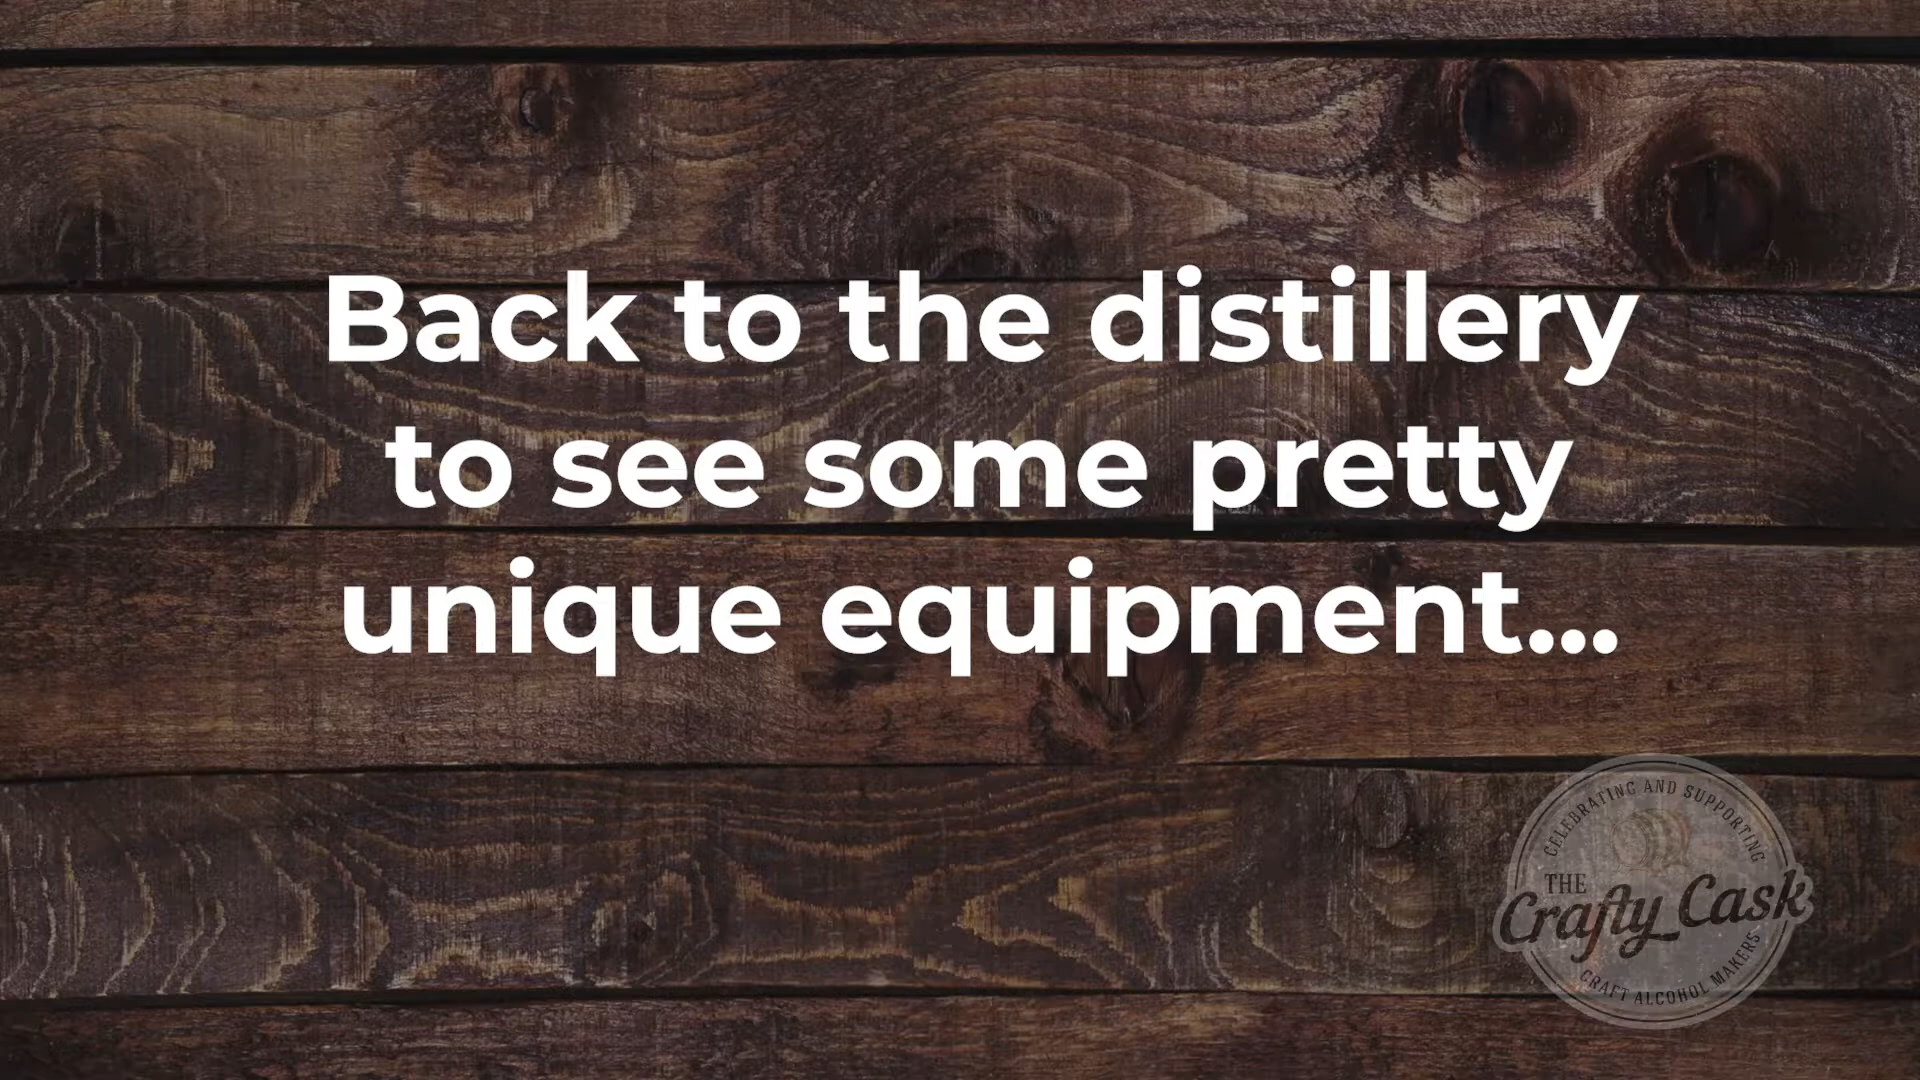 Back to the distillery
to see some pretty
unique equipment...
CELEBRATING AND SUPPORTING
THE
Crafty Cask
CRAFT ALCOHOL MAKERS